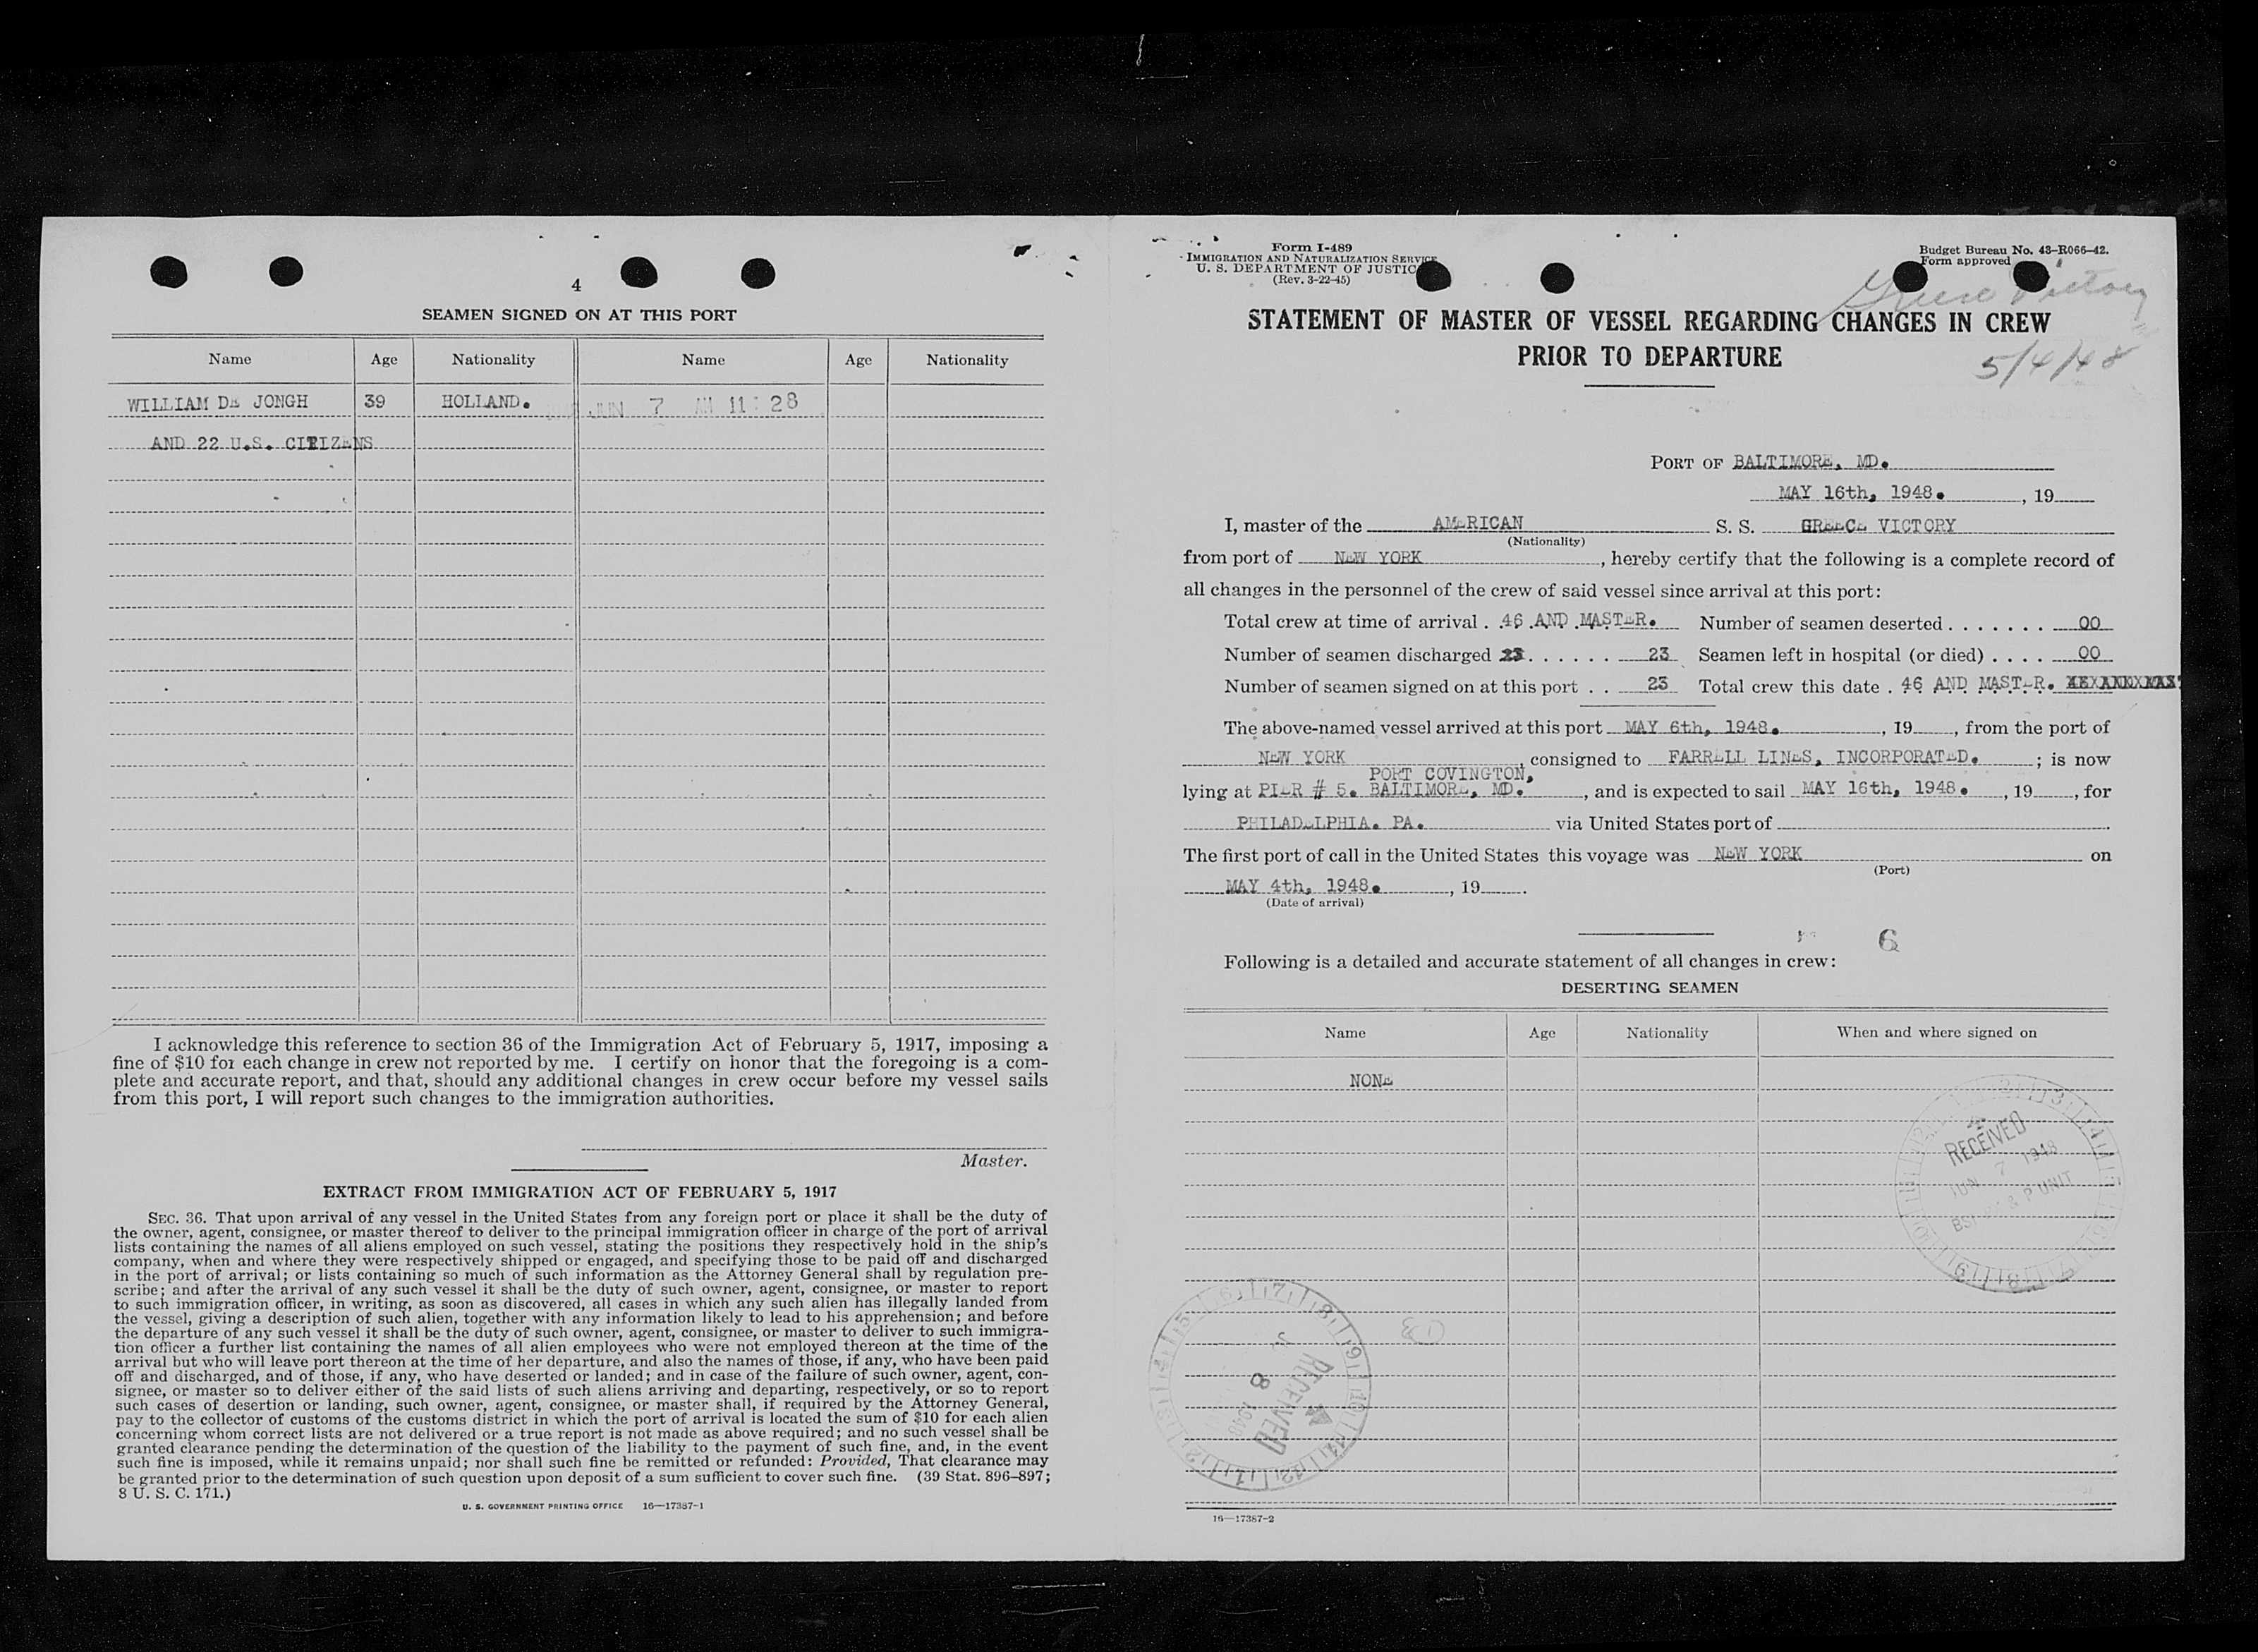 4
SEAMEN SIGNED ON AT THIS PORT
Name Age Nationality Name Age Nationality
WILLIAM DE JONGH 39 HOLLAND. JUN 7 AM 11:28
AND 22 U.S. CITIZENS
I acknowledge this reference to section 36 of the Immigration Act of February 5, 1917, imposing a
fine of $10 for each change in crew not reported by me. I certify on honor that the foregoing is a com-
plete and accurate report, and that, should any additional changes in crew occur before my vessel sails
from this port, I will report such changes to the immigration authorities.
Master.
EXTRACT FROM IMMIGRATION ACT OF FEBRUARY 5, 1917
SEC. 36. That upon arrival of any vessel in the United States from any foreign port or place it shall be the duty of
the owner, agent, consignee, or master thereof to deliver to the principal immigration officer in charge of the port of arrival
lists containing the names of all aliens employed on such vessel, stating the positions they respectively hold in the ship's
company, when and where they were respectively shipped or engaged, and specifying those to be paid off and discharged
in the port of arrival; or lists containing so much of such information as the Attorney General shall by regulation pre-
scribe; and after the arrival of any such vessel it shall be the duty of such owner, agent, consignee, or master to report
to such immigration officer, in writing, as soon as discovered, all cases in which any such alien has illegally landed from
the vessel, giving a description of such alien, together with any information likely to lead to his apprehension; and before
the departure of any such vessel it shall be the duty of such owner, agent, consignee, or master to deliver to such immigra-
tion officer a further list containing the names of all alien employees who were not employed thereon at the time of the
arrival but who will leave port thereon at the time of her departure, and also the names of those, if any, who have been paid
off and discharged, and of those, if any, who have deserted or landed; and in case of the failure of such owner, agent, con-
signee, or master so to deliver either of the said lists of such aliens arriving and departing, respectively, or so to report
such cases of desertion or landing, such owner, agent, consignee, or master shall, if required by the Attorney General,
pay to the collector of customs of the customs district in which the port of arrival is located the sum of $10 for each alien
concerning whom correct lists are not delivered or a true report is not made as above required; and no such vessel shall be
granted clearance pending the determination of the question of the liability to the payment of such fine, and, in the event
such fine is imposed, while it remains unpaid; nor shall such fine be remitted or refunded: Provided, That clearance may
be granted prior to the determination of such question upon deposit of a sum sufficient to cover such fine. (39 Stat. 896-897;
8 U. S. C. 171.)
U. S. GOVERNMENT PRINTING OFFICE 16—17387-1
Form I-489
IMMIGRATION AND NATURALIZATION SERVICE
U. S. DEPARTMENT OF JUSTIC
(Rev. 3-22-45)
Budget Bureau No. 43-R066-42.
Form approved
Greece Victory
STATEMENT OF MASTER OF VESSEL REGARDING CHANGES IN CREW
PRIOR TO DEPARTURE
5/4/48
PORT OF BALTIMORE, MD.
MAY 16th, 1948. , 19
I, master of the AMERICAN S. S. GREECE VICTORY
(Nationality)
from port of NEW YORK , hereby certify that the following is a complete record of
all changes in the personnel of the crew of said vessel since arrival at this port:
Total crew at time of arrival . 46 AND MASTER. Number of seamen deserted . . . . . . . 00
Number of seamen discharged 23 . . . . . . 23 Seamen left in hospital (or died) . . . . 00
Number of seamen signed on at this port . . 23 Total crew this date . 46 AND MASTER.
The above-named vessel arrived at this port MAY 6th, 1948. , 19 , from the port of
NEW YORK , consigned to FARRELL LINES, INCORPORATED. ; is now
PORT COVINGTON,
lying at PIER # 5. BALTIMORE, MD. , and is expected to sail MAY 16th, 1948. , 19 , for
PHILADELPHIA. PA. via United States port of .
The first port of call in the United States this voyage was NEW YORK on
(Port)
MAY 4th, 1948. , 19 .
(Date of arrival)
6
Following is a detailed and accurate statement of all changes in crew:
DESERTING SEAMEN
Name Age Nationality When and where signed on
NONE
RECEIVED
JUN 7 1948
& P UNIT
RECEIVED
8 1948
16—17387-2